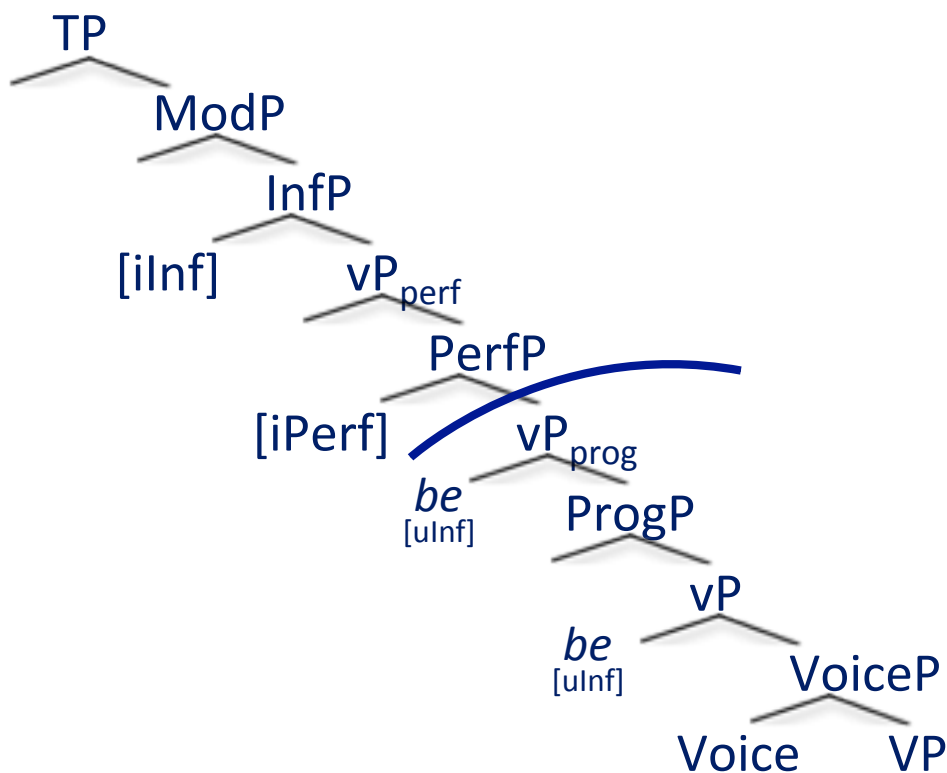 TP
ModP
InfP
[iInf]
vPperf
PerfP
[iPerf]
vPprog
be
[uInf]
ProgP
vP
be
[uInf]
VoiceP
Voice VP